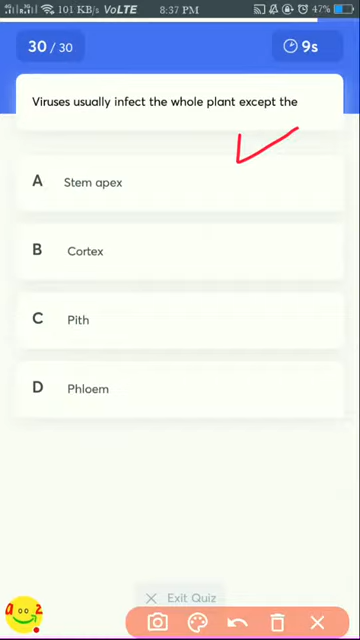 101 KB/s VoLTE 8:37 PM 47%
30 / 30 9s
Viruses usually infect the whole plant except the
A Stem apex
B Cortex
C Pith
D Phloem
Exit Quiz
a z